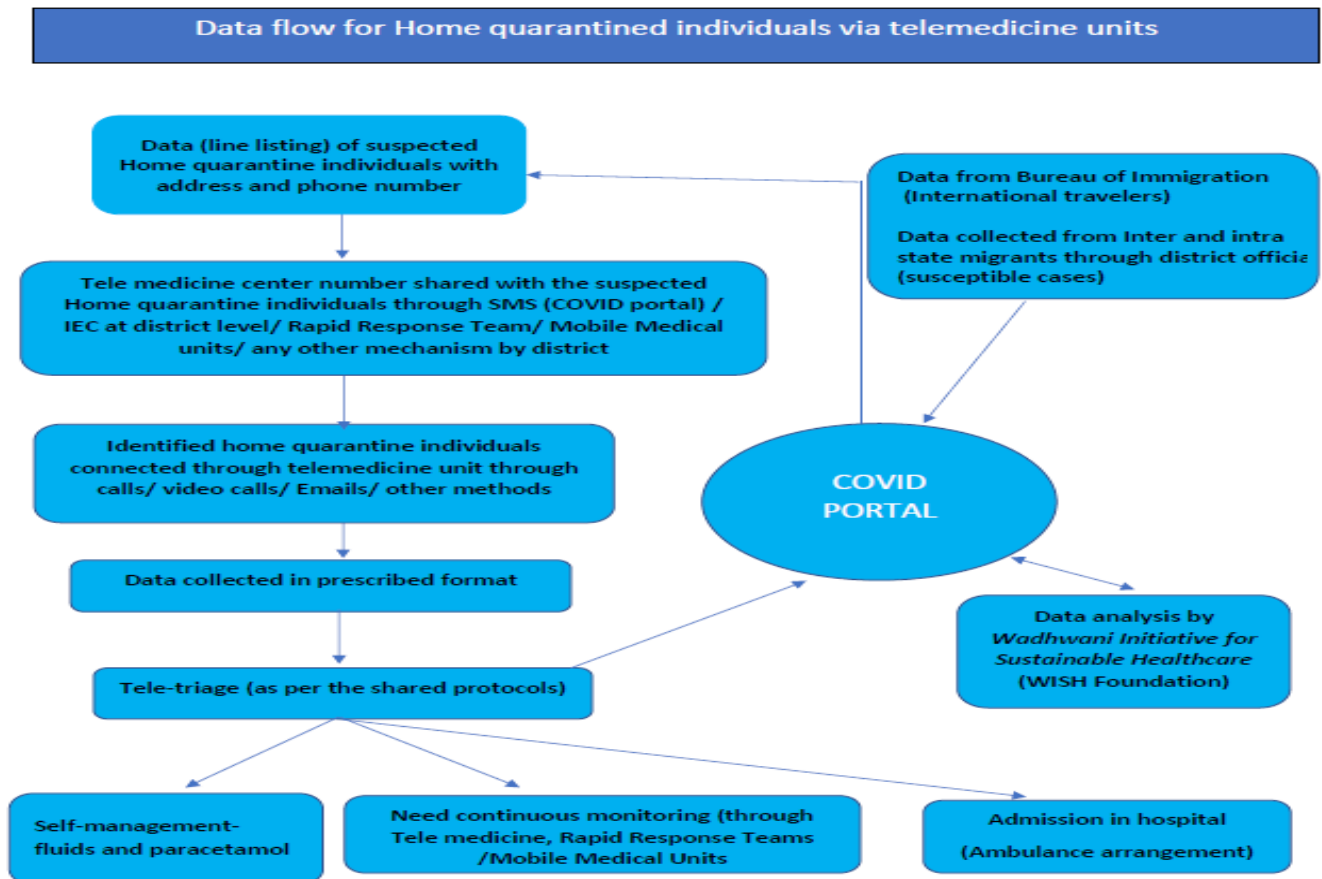 Data flow for Home quarantined individuals via telemedicine units
Data (line listing) of suspected
Home quarantine individuals with
address and phone number
Data from Bureau of Immigration
(International travelers)
Data collected from Inter and intra
state migrants through district officia
(susceptible cases)
Tele medicine center number shared with the suspected
Home quarantine individuals through SMS (COVID portal) /
IEC at district level/ Rapid Response Team/ Mobile Medical
units/ any other mechanism by district
Identified home quarantine individuals
connected through telemedicine unit through
calls/ video calls/ Emails/ other methods
COVID
PORTAL
Data collected in prescribed format
Data analysis by
Wadhwani Initiative for
Sustainable Healthcare
(WISH Foundation)
Tele-triage (as per the shared protocols)
Self-management-
fluids and paracetamol
Need continuous monitoring (through
Tele medicine, Rapid Response Teams
/Mobile Medical Units
Admission in hospital
(Ambulance arrangement)